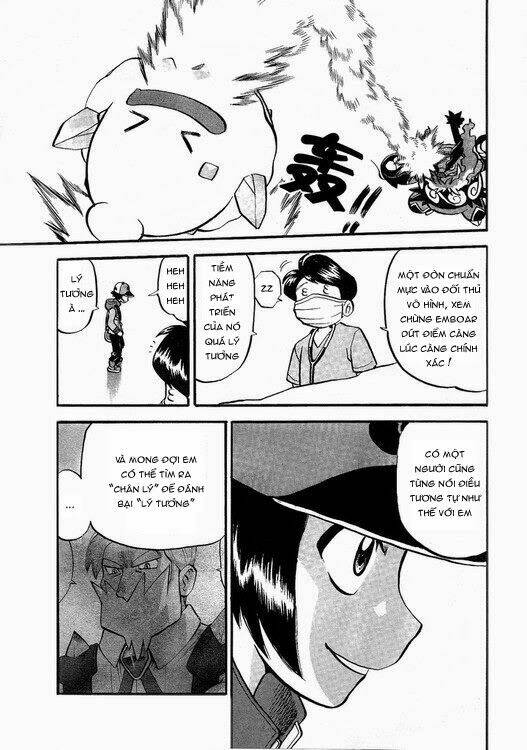 轟
MỘT ĐÒN CHUẨN
MỰC VÀO ĐỐI THỦ
VÔ HÌNH, XEM
CHỪNG EMBOAR
DỨT ĐIỂM CÀNG
LÚC CÀNG CHÍNH
XÁC !
ZZ
TIỀM
NĂNG
PHÁT
TRIỂN
CỦA NÓ
QUÁ LÝ
TƯỞNG
HEH
HEH
HEH
LÝ
TƯỞNG
À ...
CÓ MỘT
NGƯỜI CŨNG
TỪNG NÓI ĐIỀU
TƯƠNG TỰ NHƯ
THẾ VỚI EM
VÀ MONG ĐỢI EM
CÓ THỂ TÌM RA
"CHÂN LÝ" ĐỂ ĐÁNH
BẠI "LÝ TƯỞNG"
...